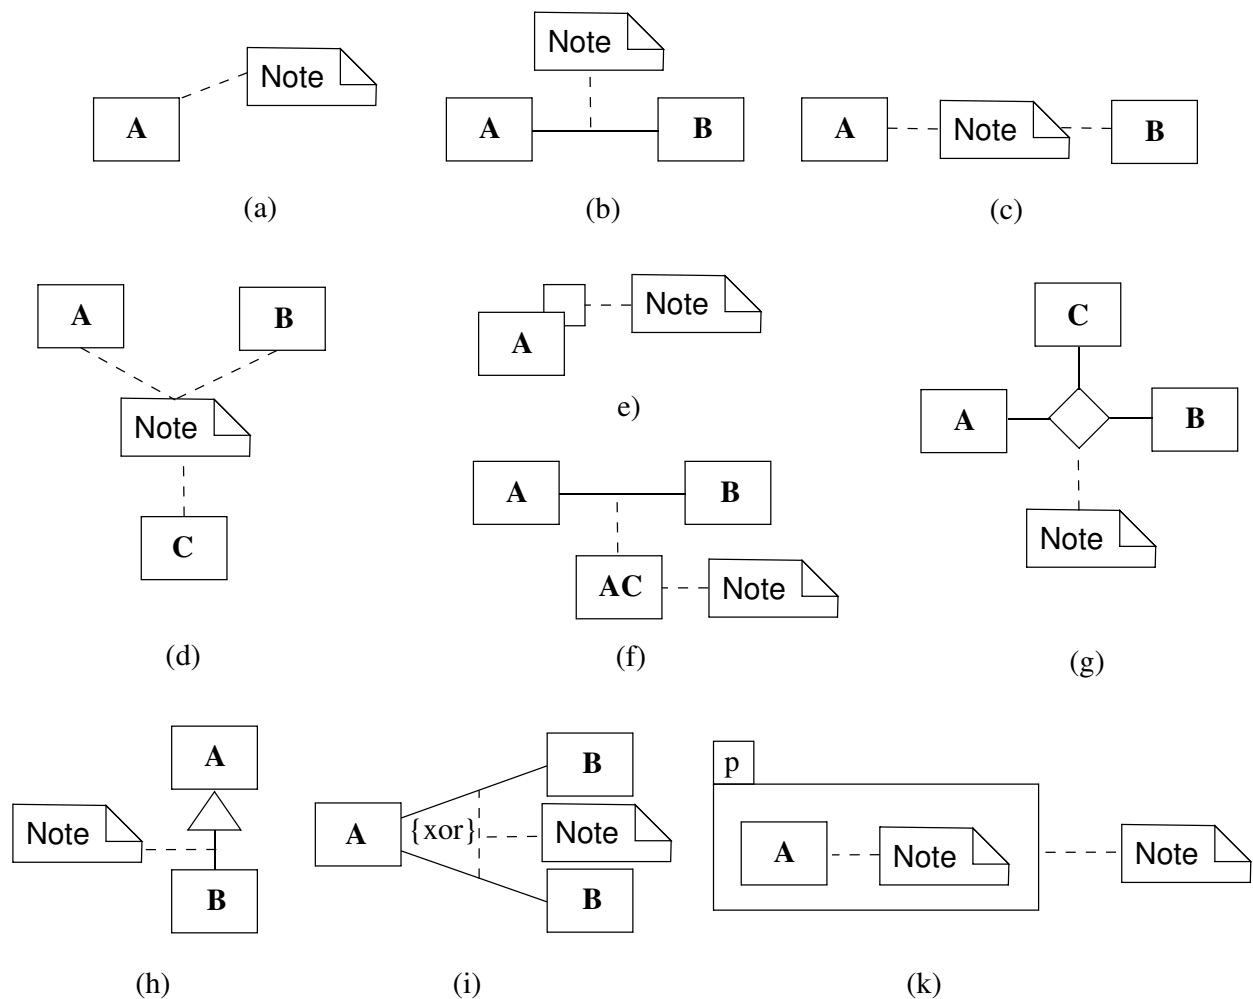 Note
A
(a)
Note
A B
(b)
A Note B
(c)
A B
Note
C
(d)
Note
A
e)
A B
AC Note
(f)
C
A B
Note
(g)
A
Note
B
(h)
B
A {xor} Note
B
(i)
p
A Note Note
(k)